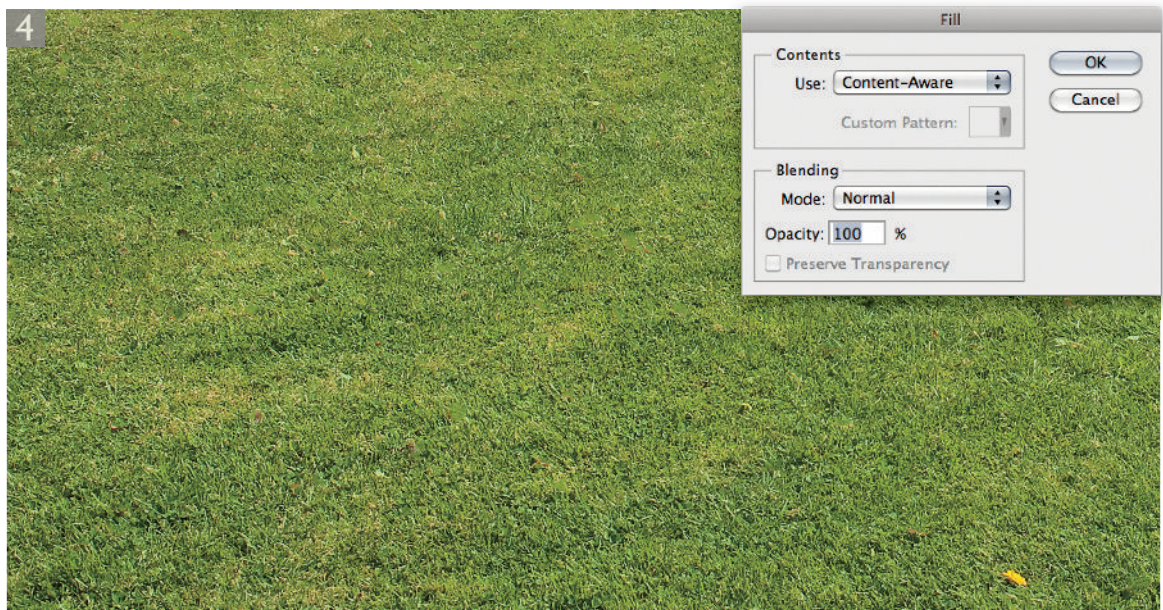 4
Fill
Contents
Use: Content-Aware
Custom Pattern:
OK
Cancel
Blending
Mode: Normal
Opacity: 100 %
Preserve Transparency